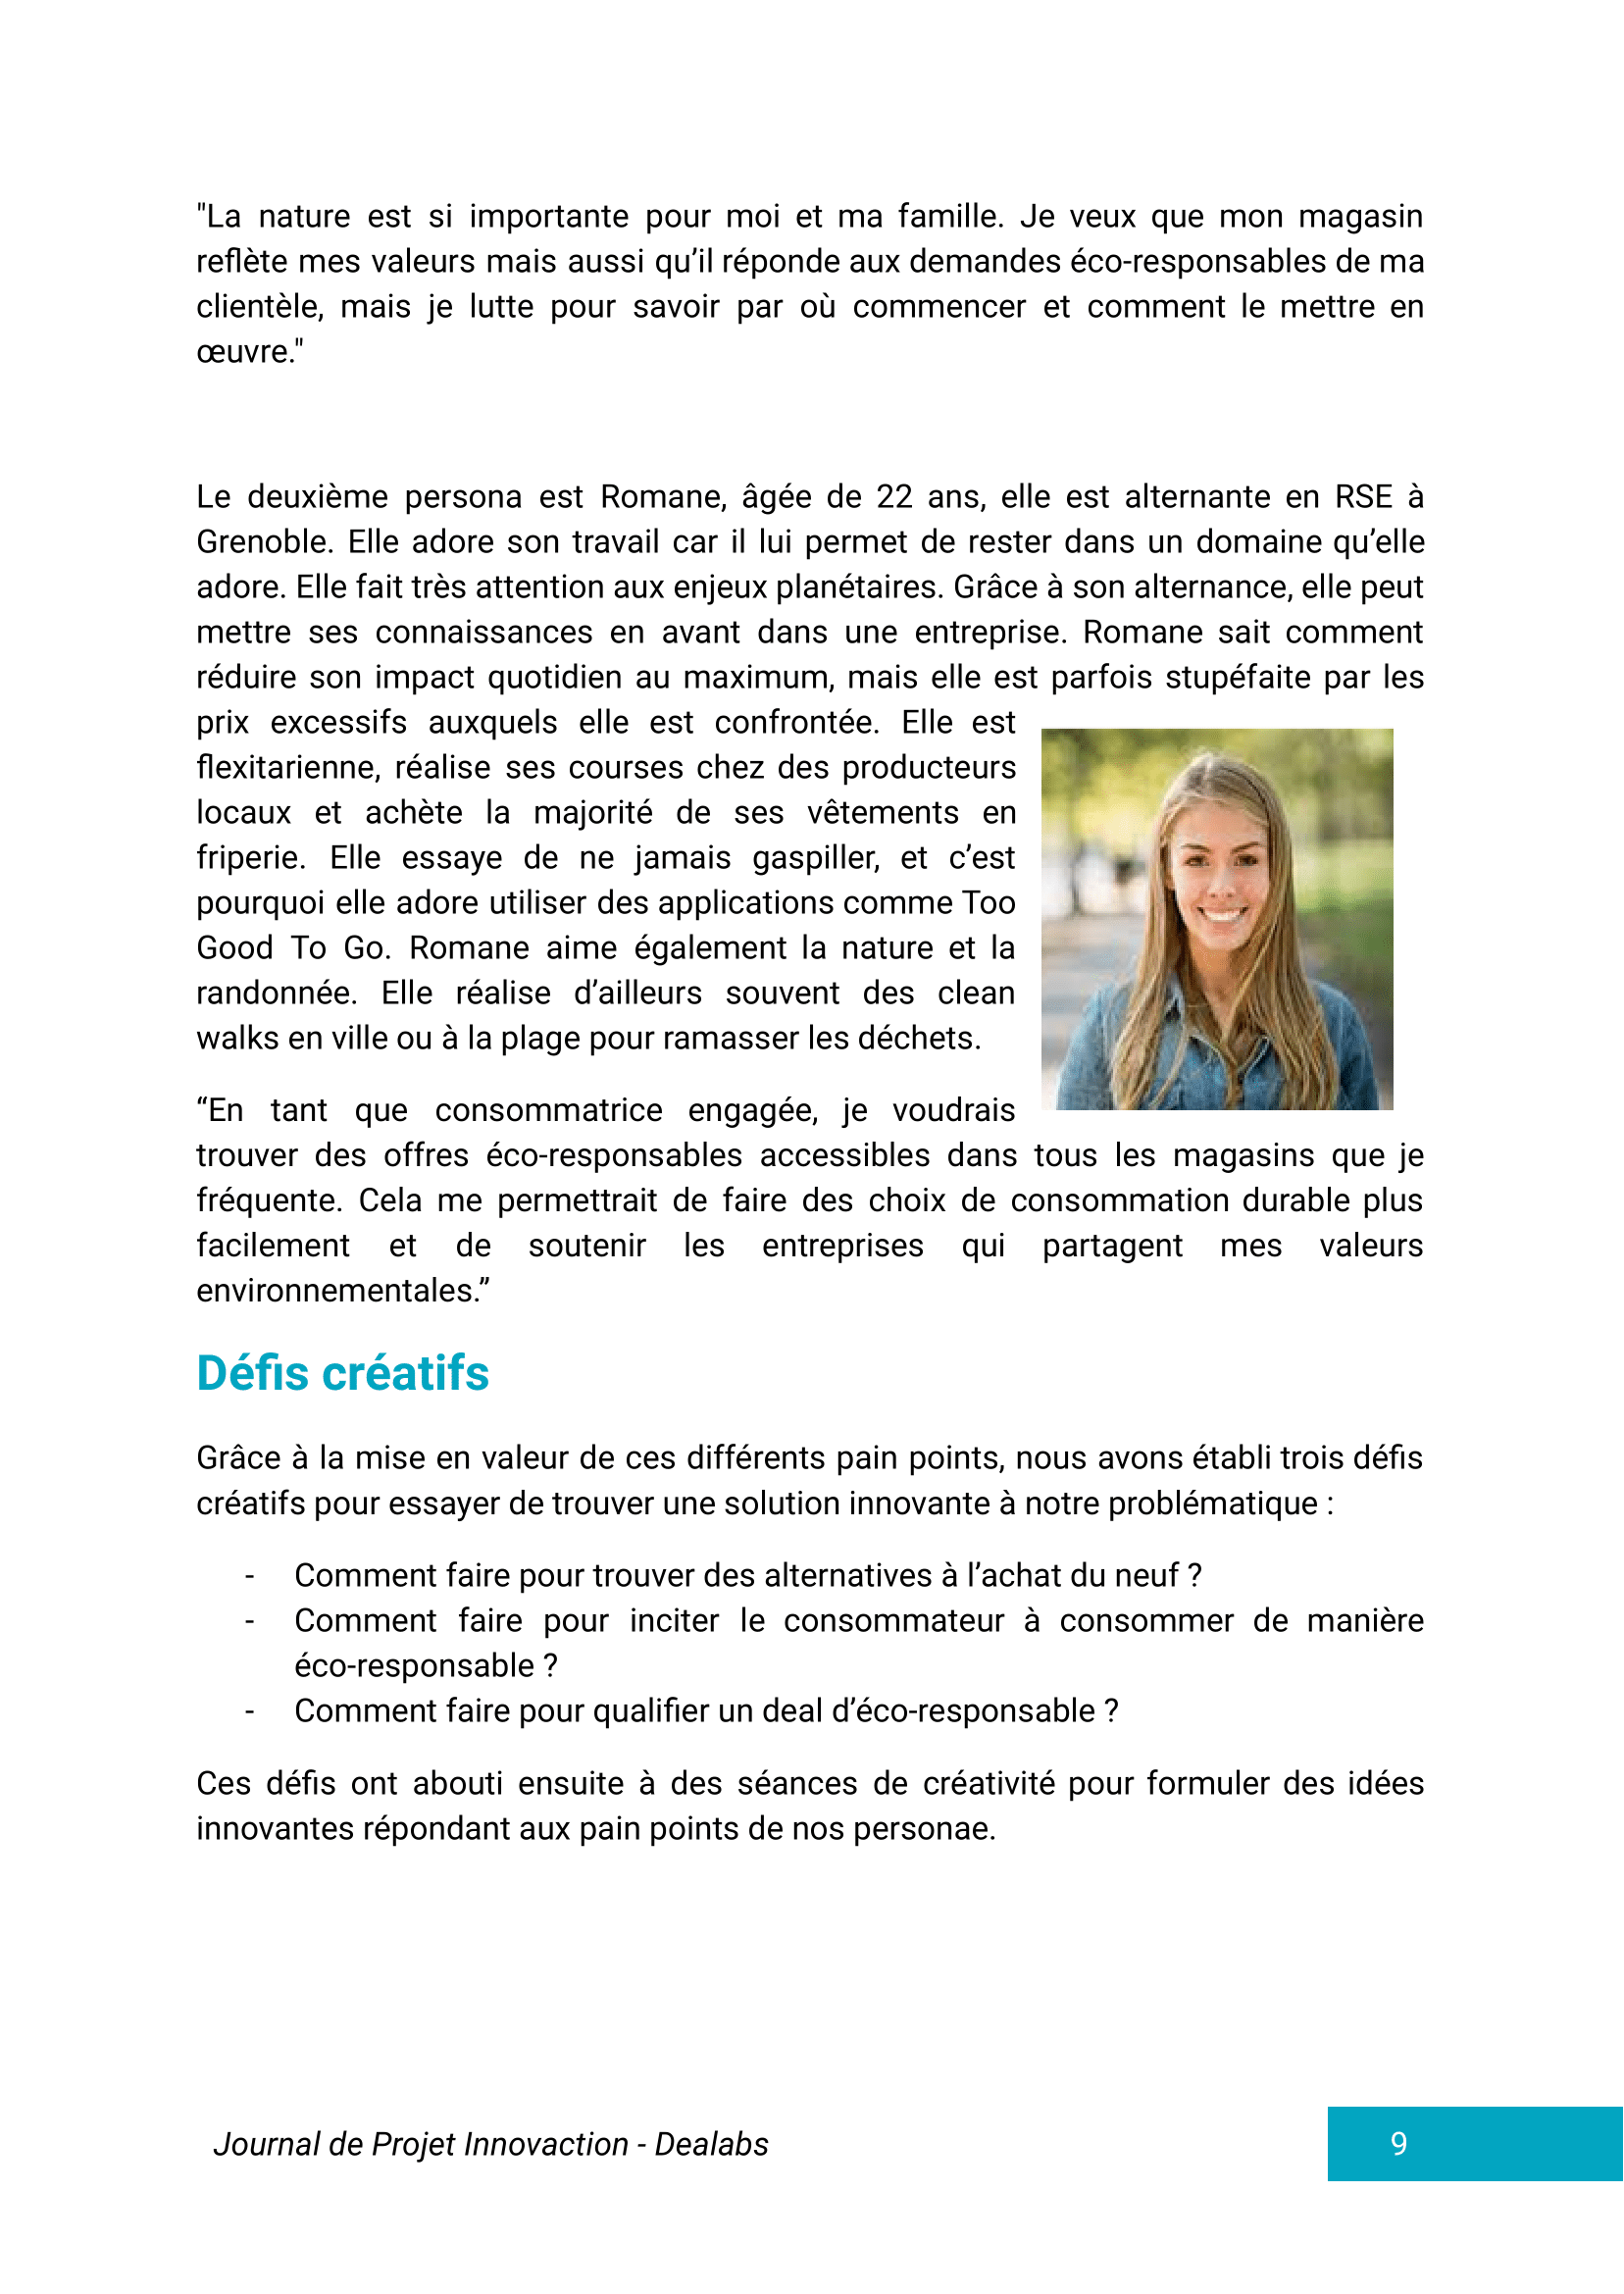 "La nature est si importante pour moi et ma famille. Je veux que mon magasin
reflète mes valeurs mais aussi qu’il réponde aux demandes éco-responsables de ma
clientèle, mais je lutte pour savoir par où commencer et comment le mettre en
œuvre."
Le deuxième persona est Romane, âgée de 22 ans, elle est alternante en RSE à
Grenoble. Elle adore son travail car il lui permet de rester dans un domaine qu’elle
adore. Elle fait très attention aux enjeux planétaires. Grâce à son alternance, elle peut
mettre ses connaissances en avant dans une entreprise. Romane sait comment
réduire son impact quotidien au maximum, mais elle est parfois stupéfaite par les
prix excessifs auxquels elle est confrontée. Elle est
flexitarienne, réalise ses courses chez des producteurs
locaux et achète la majorité de ses vêtements en
friperie. Elle essaye de ne jamais gaspiller, et c’est
pourquoi elle adore utiliser des applications comme Too
Good To Go. Romane aime également la nature et la
randonnée. Elle réalise d’ailleurs souvent des clean
walks en ville ou à la plage pour ramasser les déchets.
“En tant que consommatrice engagée, je voudrais
trouver des offres éco-responsables accessibles dans tous les magasins que je
fréquente. Cela me permettrait de faire des choix de consommation durable plus
facilement et de soutenir les entreprises qui partagent mes valeurs
environnementales.”
Défis créatifs
Grâce à la mise en valeur de ces différents pain points, nous avons établi trois défis
créatifs pour essayer de trouver une solution innovante à notre problématique :
- Comment faire pour trouver des alternatives à l’achat du neuf ?
- Comment faire pour inciter le consommateur à consommer de manière
éco-responsable ?
- Comment faire pour qualifier un deal d’éco-responsable ?
Ces défis ont abouti ensuite à des séances de créativité pour formuler des idées
innovantes répondant aux pain points de nos personae.
Journal de Projet Innovaction - Dealabs
9